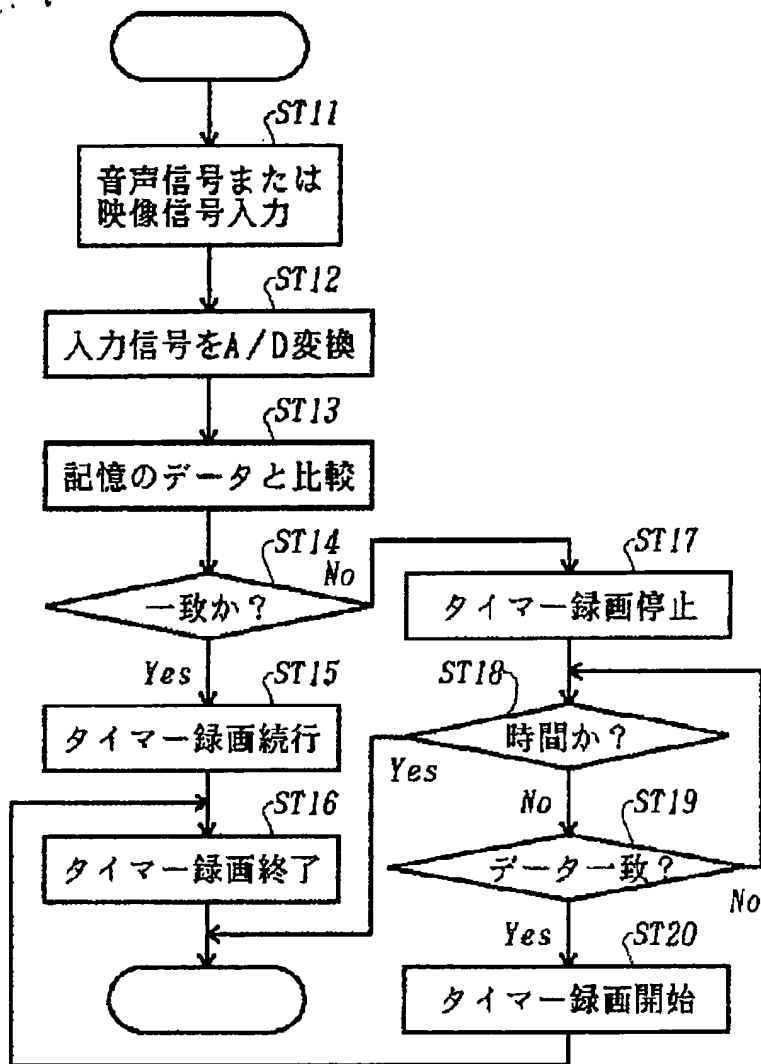 ST11
音声信号または
映像信号入力
ST12
入力信号をA/D変換
ST13
記憶のデータと比較
ST14
No
一致か?
Yes
ST15
タイマー録画続行
ST16
タイマー録画終了
ST17
タイマー録画停止
ST18
時間か?
Yes
No
ST19
データ一致?
No
Yes
ST20
タイマー録画開始